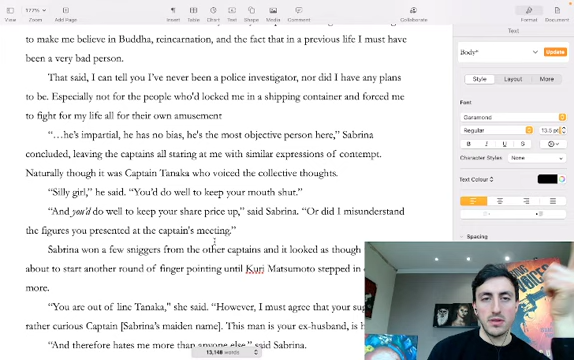 177%
View
Zoom
Add Page
Insert
Table
Chart
Text
Shape
Media
Comment
Collaborate
Format
Document
to make me believe in Buddha, reincarnation, and the fact that in a previous life I must have
been a very bad person.
That said, I can tell you I've never been a police investigator, nor did I have any plans
to be. Especially not for the people who'd locked me in a shipping container and forced me
to fight for my life all for their own amusement
"…he's impartial, he has no bias, he's the most objective person here," Sabrina
concluded, leaving the captains all staring at me with similar expressions of contempt.
Naturally though it was Captain Tanaka who voiced the collective thoughts.
"Silly girl," he said. "You'd do well to keep your mouth shut."
"And you'd do well to keep your share price up," said Sabrina. "Or did I misunderstand
the figures you presented at the captain's meeting."
Sabrina won a few sniggers from the other captains and it looked as though
about to start another round of finger pointing until Kuri Matsumoto stepped in
more.
"You are out of line Tanaka," she said. "However, I must agree that your
rather curious Captain [Sabrina's maiden name]. This man is your ex-husband, is
"And therefore hates me more than anyone else," said Sabrina.
13,148 words
Text
Body*
Update
Style
Layout
More
Font
Garamond
Regular
13.5 pt
B
I
U
S
Character Styles
None
Text Colour
Spacing